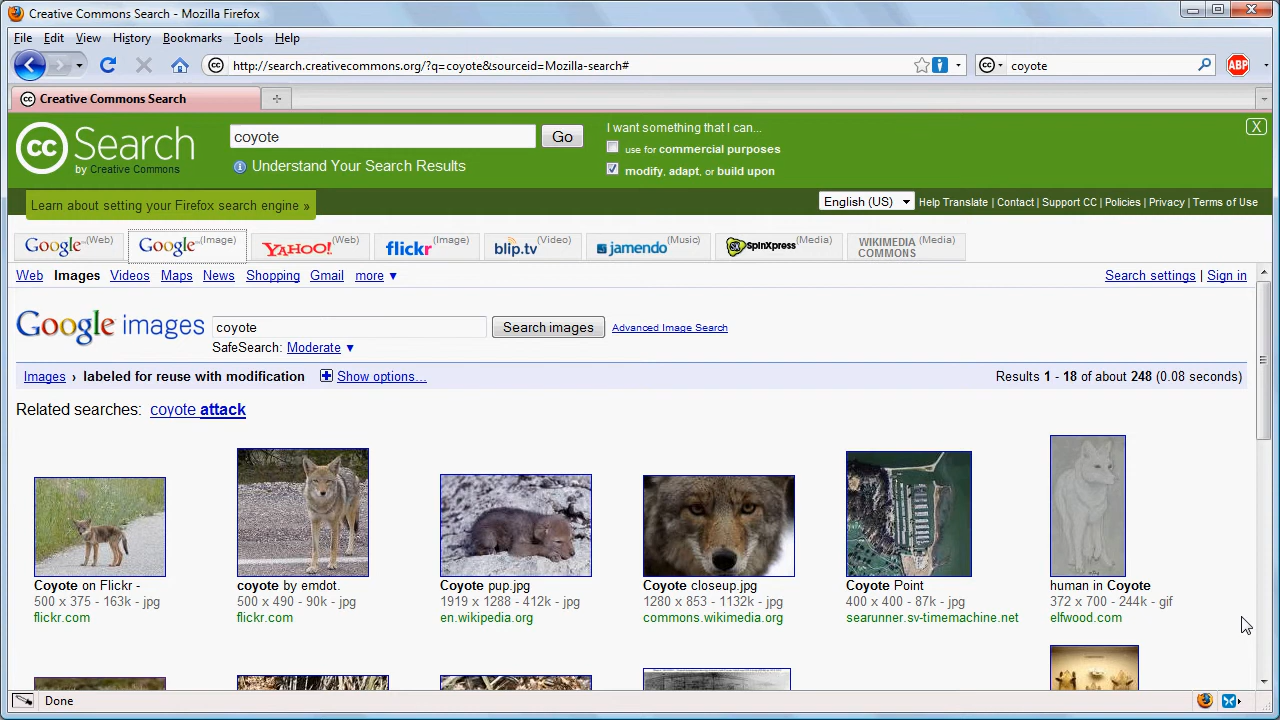 Creative Commons Search - Mozilla Firefox
File Edit View History Bookmarks Tools Help
http://search.creativecommons.org/?q=coyote&sourceid=Mozilla-search#
coyote
ABP
Creative Commons Search
cc Search
by Creative Commons
coyote
Go
Understand Your Search Results
I want something that I can...
use for commercial purposes
modify, adapt, or build upon
X
Learn about setting your Firefox search engine »
English (US)
Help Translate | Contact | Support CC | Policies | Privacy | Terms of Use
Google (Web)
Google (Image)
YAHOO! (Web)
flickr (Image)
blip.tv (Video)
jamendo (Music)
SPINXPRESS (Media)
WIKIMEDIA COMMONS (Media)
Web Images Videos Maps News Shopping Gmail more ▼
Search settings | Sign in
Google images
coyote
Search images
Advanced Image Search
SafeSearch: Moderate ▼
Images › labeled for reuse with modification
Show options...
Results 1 - 18 of about 248 (0.08 seconds)
Related searches: coyote attack
Coyote on Flickr -
500 x 375 - 163k - jpg
flickr.com
coyote by emdot.
500 x 490 - 90k - jpg
flickr.com
Coyote pup.jpg
1919 x 1288 - 412k - jpg
en.wikipedia.org
Coyote closeup.jpg
1280 x 853 - 1132k - jpg
commons.wikimedia.org
Coyote Point
400 x 400 - 87k - jpg
searunner.sv-timemachine.net
human in Coyote
372 x 700 - 244k - gif
elfwood.com
Done